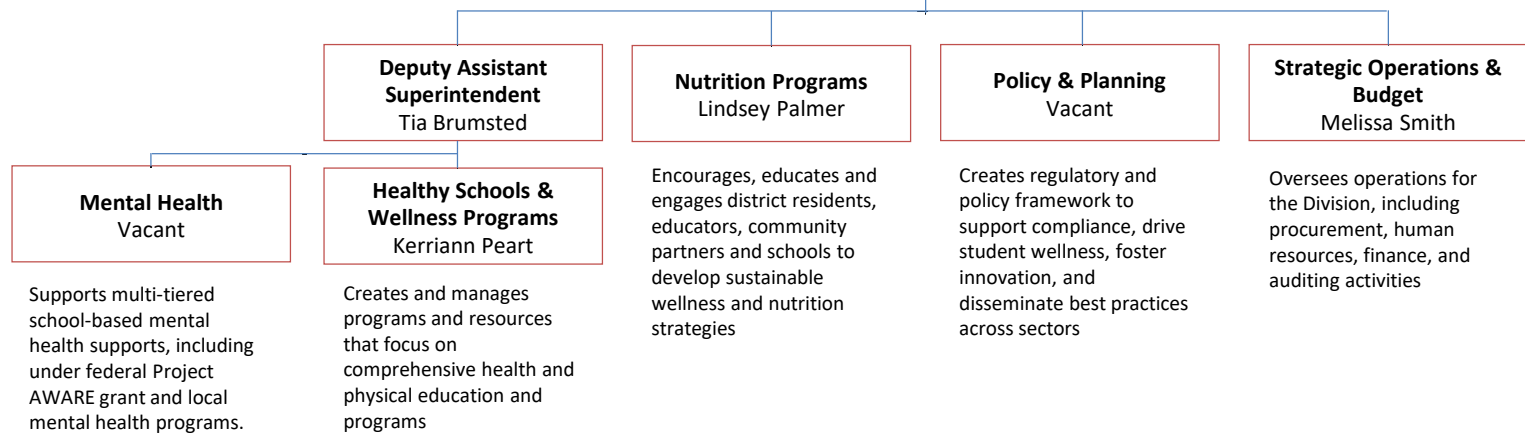 Deputy Assistant
Superintendent
Tia Brumsted
Nutrition Programs
Lindsey Palmer
Policy & Planning
Vacant
Strategic Operations &
Budget
Melissa Smith
Mental Health
Vacant
Healthy Schools &
Wellness Programs
Kerriann Peart
Encourages, educates and
engages district residents,
educators, community
partners and schools to
develop sustainable
wellness and nutrition
strategies
Creates regulatory and
policy framework to
support compliance, drive
student wellness, foster
innovation, and
disseminate best practices
across sectors
Oversees operations for
the Division, including
procurement, human
resources, finance, and
auditing activities
Supports multi-tiered
school-based mental
health supports, including
under federal Project
AWARE grant and local
mental health programs.
Creates and manages
programs and resources
that focus on
comprehensive health and
physical education and
programs